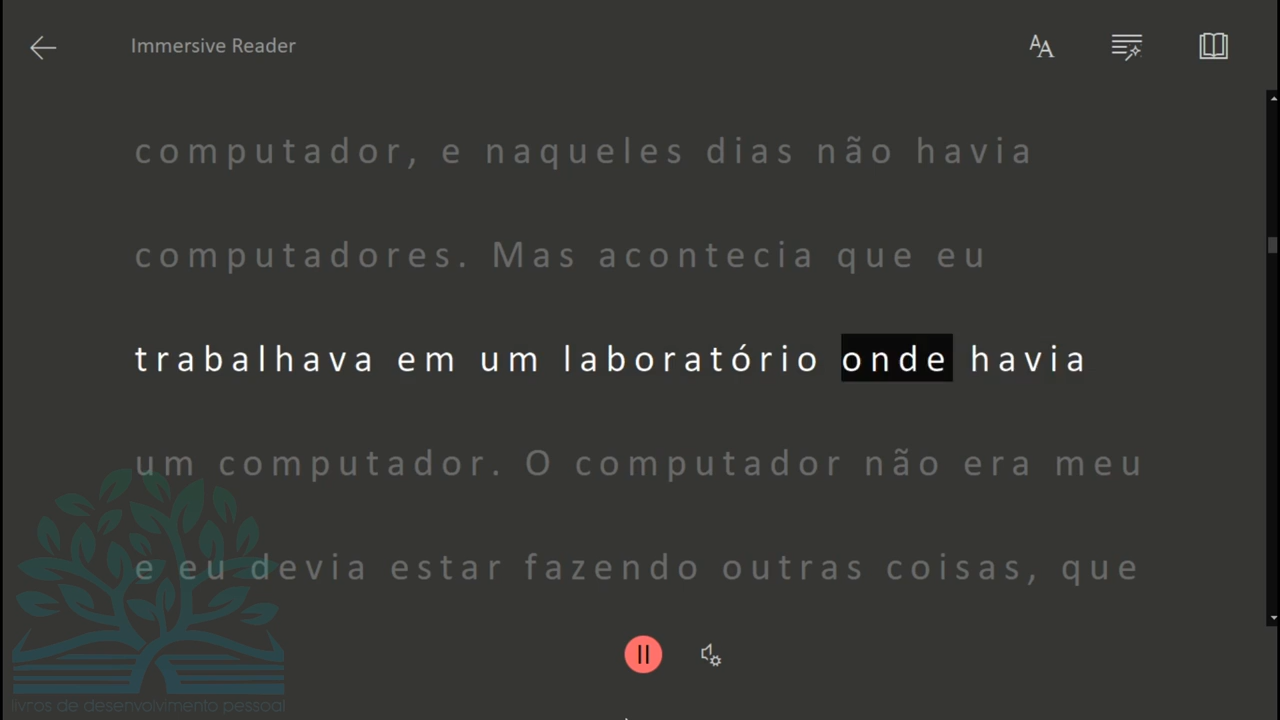 Immersive Reader
computador, e naqueles dias não havia
computadores. Mas acontecia que eu
trabalhava em um laboratório onde havia
um computador. O computador não era meu
e eu devia estar fazendo outras coisas, que
livros de desenvolvimento pessoal